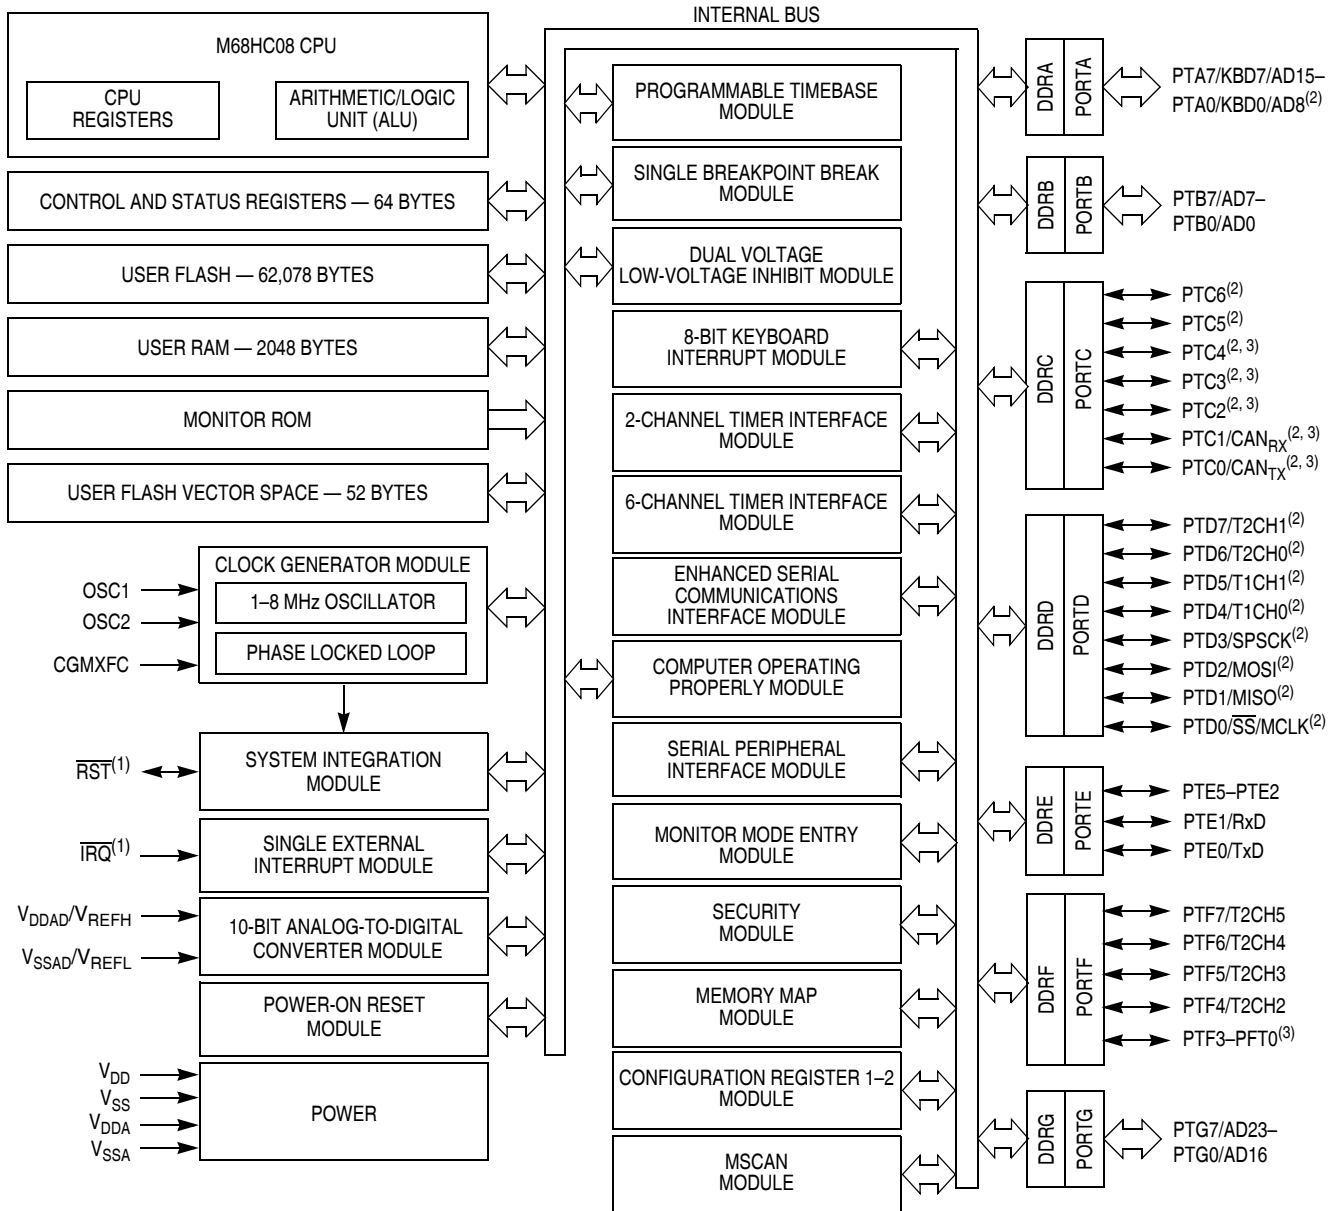 INTERNAL BUS
M68HC08 CPU
CPU
REGISTERS
ARITHMETIC/LOGIC
UNIT (ALU)
CONTROL AND STATUS REGISTERS — 64 BYTES
USER FLASH — 62,078 BYTES
USER RAM — 2048 BYTES
MONITOR ROM
USER FLASH VECTOR SPACE — 52 BYTES
CLOCK GENERATOR MODULE
1–8 MHz OSCILLATOR
PHASE LOCKED LOOP
OSC1
OSC2
CGMXFC
SYSTEM INTEGRATION
MODULE
RST(1)
SINGLE EXTERNAL
INTERRUPT MODULE
IRQ(1)
10-BIT ANALOG-TO-DIGITAL
CONVERTER MODULE
VDDAD/VREFH
VSSAD/VREFL
POWER-ON RESET
MODULE
POWER
VDD
VSS
VDDA
VSSA
PROGRAMMABLE TIMEBASE
MODULE
SINGLE BREAKPOINT BREAK
MODULE
DUAL VOLTAGE
LOW-VOLTAGE INHIBIT MODULE
8-BIT KEYBOARD
INTERRUPT MODULE
2-CHANNEL TIMER INTERFACE
MODULE
6-CHANNEL TIMER INTERFACE
MODULE
ENHANCED SERIAL
COMMUNICATIONS
INTERFACE MODULE
COMPUTER OPERATING
PROPERLY MODULE
SERIAL PERIPHERAL
INTERFACE MODULE
MONITOR MODE ENTRY
MODULE
SECURITY
MODULE
MEMORY MAP
MODULE
CONFIGURATION REGISTER 1–2
MODULE
MSCAN
MODULE
DDRA
PORTA
PTA7/KBD7/AD15–
PTA0/KBD0/AD8(2)
DDRB
PORTB
PTB7/AD7–
PTB0/AD0
DDRC
PORTC
PTC6(2)
PTC5(2)
PTC4(2, 3)
PTC3(2, 3)
PTC2(2, 3)
PTC1/CANRX(2, 3)
PTC0/CANTX(2, 3)
DDRD
PORTD
PTD7/T2CH1(2)
PTD6/T2CH0(2)
PTD5/T1CH1(2)
PTD4/T1CH0(2)
PTD3/SPSCK(2)
PTD2/MOSI(2)
PTD1/MISO(2)
PTD0/SS/MCLK(2)
DDRE
PORTE
PTE5–PTE2
PTE1/RxD
PTE0/TxD
DDRF
PORTF
PTF7/T2CH5
PTF6/T2CH4
PTF5/T2CH3
PTF4/T2CH2
PTF3–PFT0(3)
DDRG
PORTG
PTG7/AD23–
PTG0/AD16